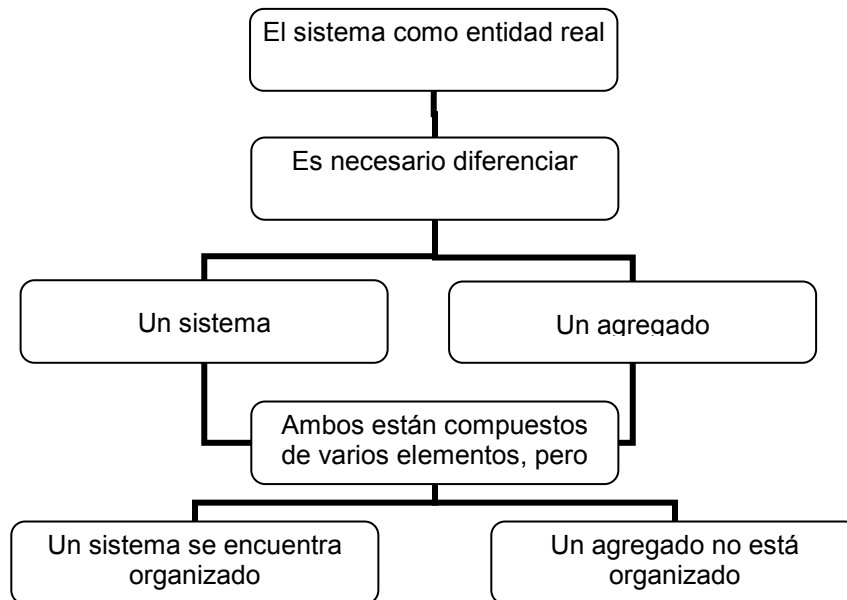 El sistema como entidad real
Es necesario diferenciar
Un sistema
Un agregado
Ambos están compuestos
de varios elementos, pero
Un sistema se encuentra
organizado
Un agregado no está
organizado